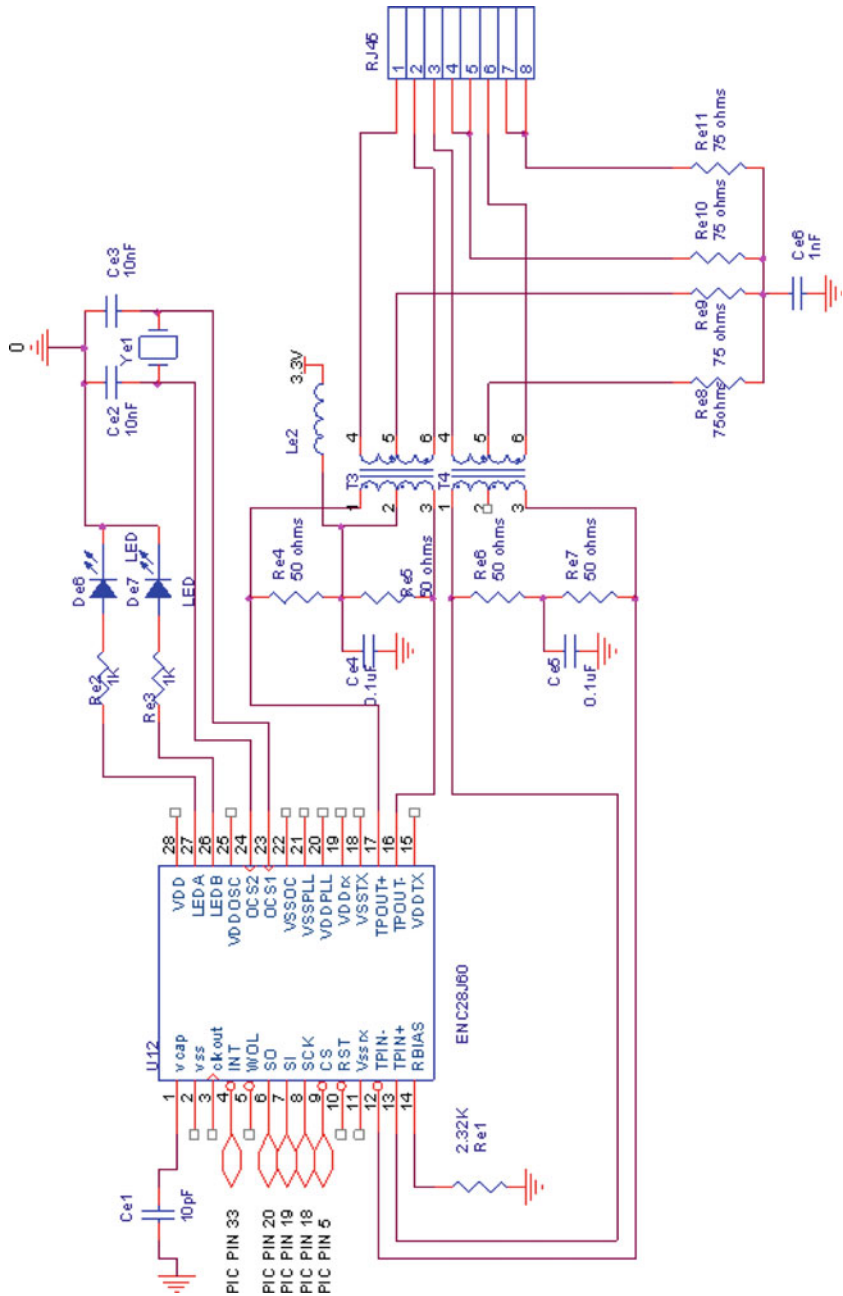 RJ45
1
2
3
4
5
6
7
8
Re11
75 ohms
Re10
75 ohms
Re9
75 ohms
Re8
75ohms
Ce6
1nF
0
Ce3
10nF
Ye1
Ce2
10nF
3.3V
Le2
T3
1
2
3
4
5
6
T4
1
2
3
4
5
6
De6
LED
De7
LED
Re2
1K
Re3
1K
Re4
50 ohms
Re5
50 ohms
Re6
50 ohms
Re7
50 ohms
Ce4
0.1uF
Ce5
0.1uF
U12
ENC28J60
1 vcap
2 vss
3 clkout
4 INT
5 WOL
6 SO
7 SI
8 SCK
9 CS
10 RST
11 Vssrx
12 TPIN-
13 TPIN+
14 RBIAS
28 VDD
27 LEDA
26 LEDB
25 VDDOSC
24 OCS2
23 OCS1
22 VSSOC
21 VSSPLL
20 VDDPLL
19 VDDrx
18 VSSTX
17 TPOUT+
16 TPOUT-
15 VDDTX
Ce1
10pF
PIC PIN 33
PIC PIN 20
PIC PIN 19
PIC PIN 18
PIC PIN 5
2.32K
Re1